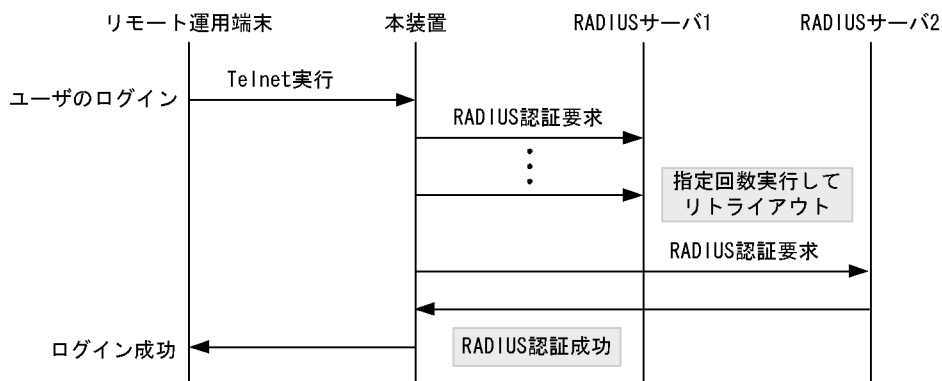 リモート運用端末
本装置
RADIUSサーバ1
RADIUSサーバ2
Telnet実行
ユーザのログイン
RADIUS認証要求
指定回数実行して
リトライアウト
RADIUS認証要求
ログイン成功
RADIUS認証成功